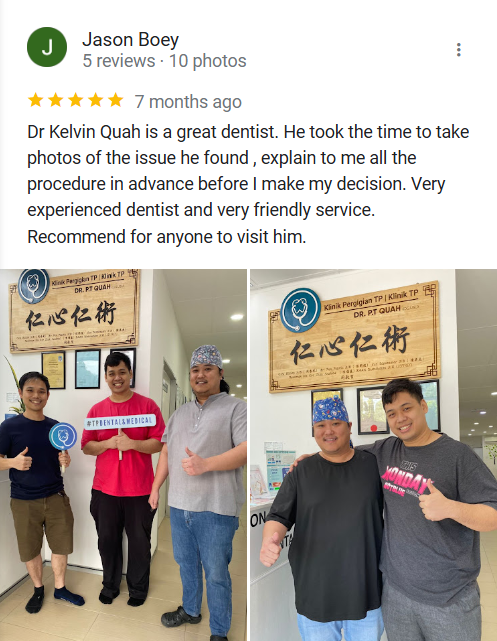 J
Jason Boey
5 reviews · 10 photos
7 months ago
Dr Kelvin Quah is a great dentist. He took the time to take
photos of the issue he found , explain to me all the
procedure in advance before I make my decision. Very
experienced dentist and very friendly service.
Recommend for anyone to visit him.
Klinik Pergigian TP | Klinik TP
DR. P.T QUAH
仁心仁術
#TPDENTAL&MEDICAL
Klinik Pergigian TP | Klinik TP
DR. P.T QUAH
仁心仁術
MONDAY